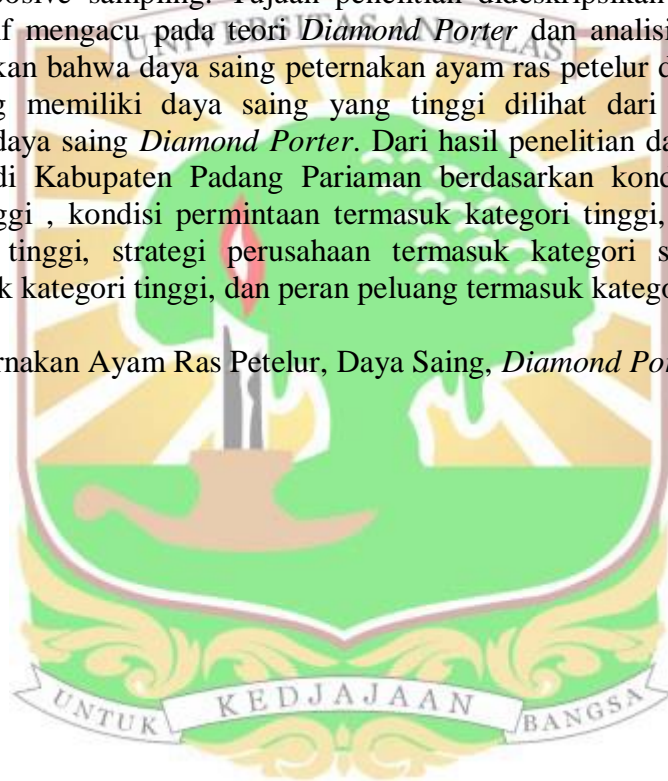 osive sampling. Tujuan penelitian dideskripsikan
if mengacu pada teori Diamond Porter dan analisi
UNIVERSITAS ANDALAS
kan bahwa daya saing peternakan ayam ras petelur d
g memiliki daya saing yang tinggi dilihat dari
daya saing Diamond Porter. Dari hasil penelitian da
di Kabupaten Padang Pariaman berdasarkan kond
ggi , kondisi permintaan termasuk kategori tinggi,
tinggi, strategi perusahaan termasuk kategori s
k kategori tinggi, dan peran peluang termasuk katego
rnakan Ayam Ras Petelur, Daya Saing, Diamond Por
UNTUK KEDJAJAAN BANGSA